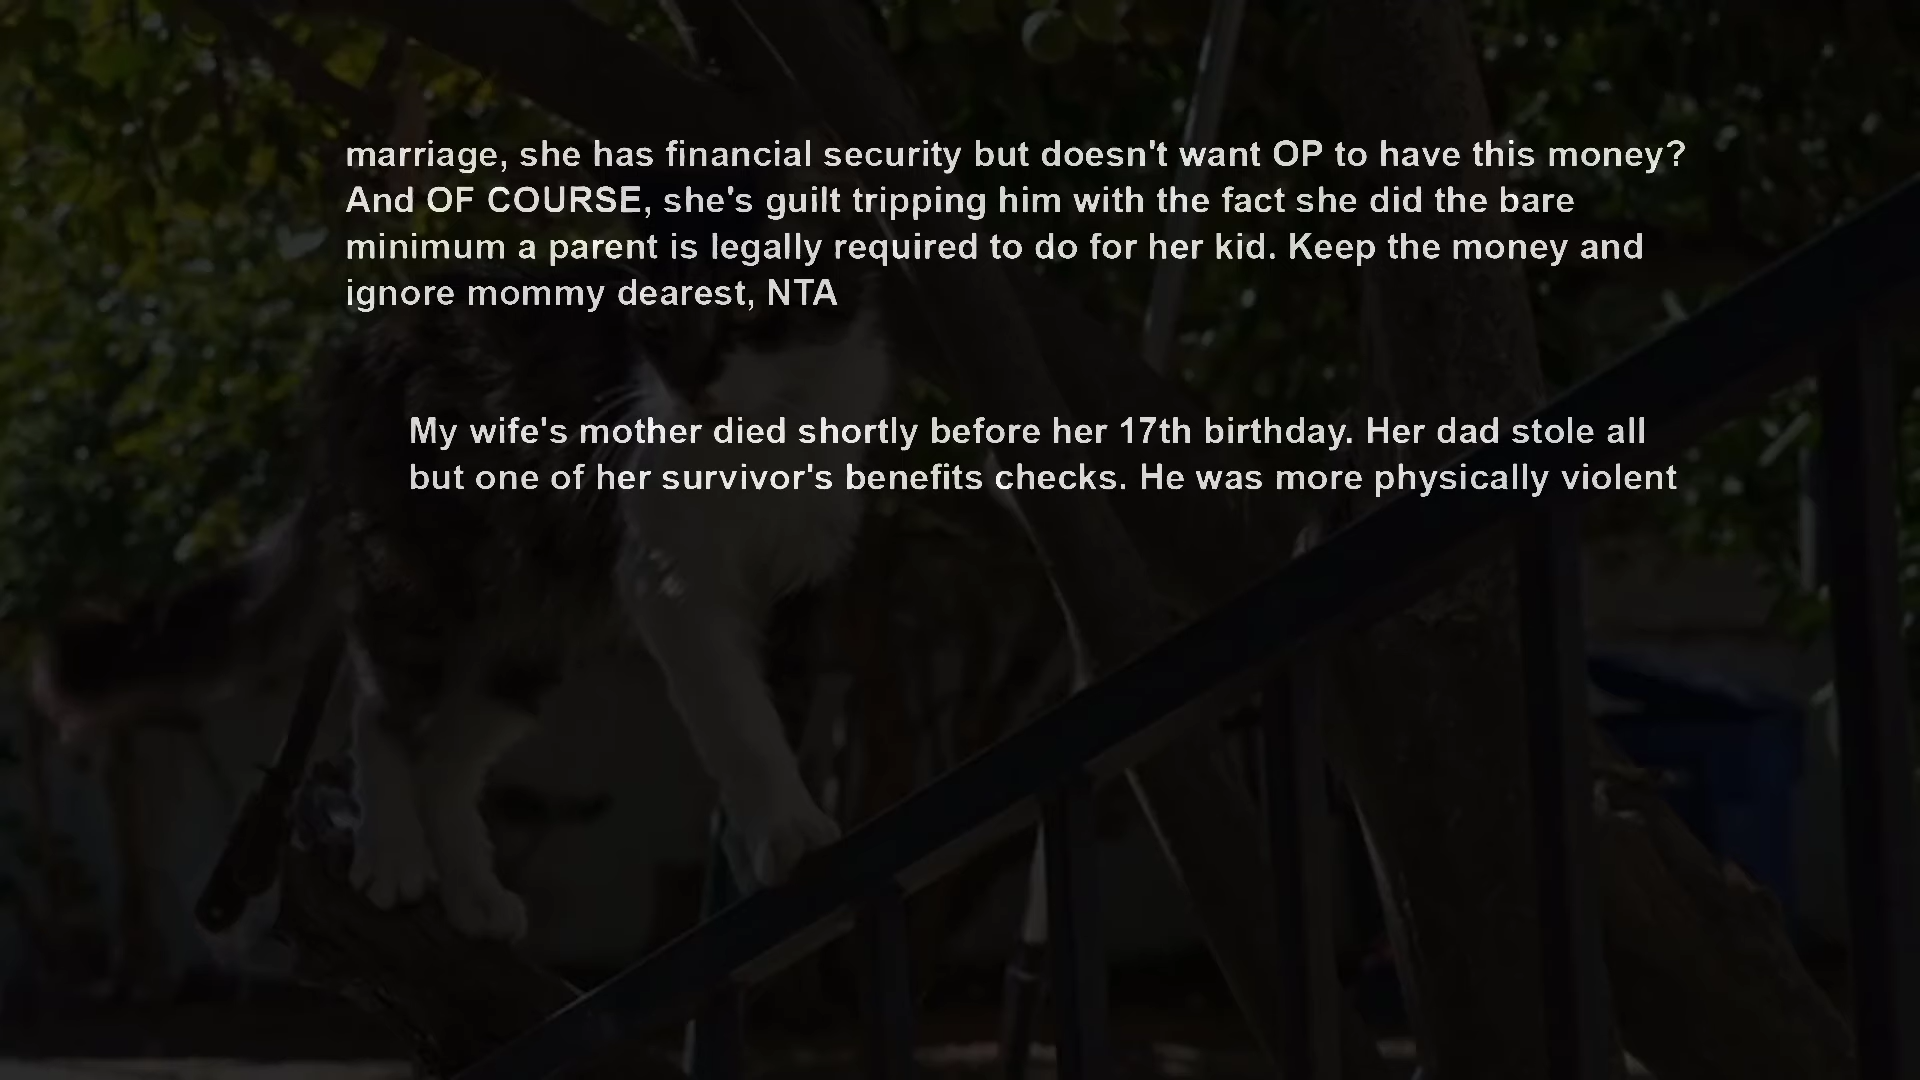 marriage, she has financial security but doesn't want OP to have this money?
And OF COURSE, she's guilt tripping him with the fact she did the bare
minimum a parent is legally required to do for her kid. Keep the money and
ignore mommy dearest, NTA
My wife's mother died shortly before her 17th birthday. Her dad stole all
but one of her survivor's benefits checks. He was more physically violent